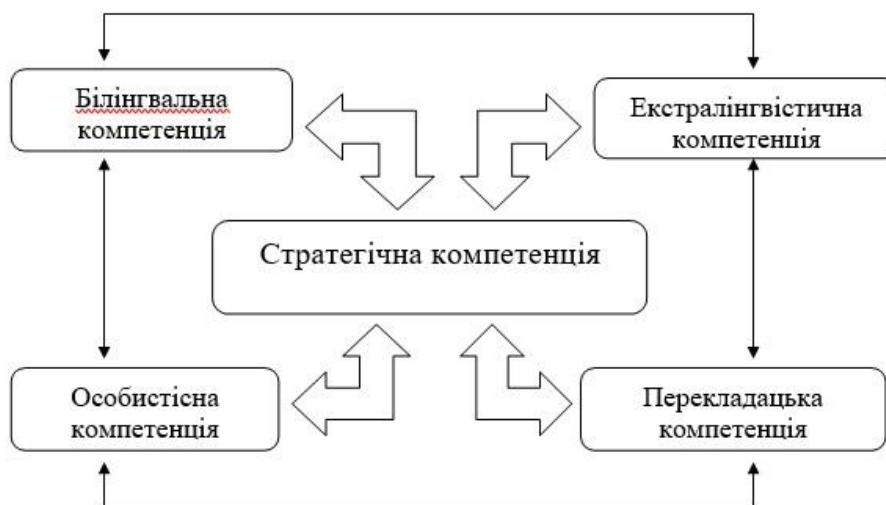 Білінгвальна
компетенція
Екстралінгвістична
компетенція
Стратегічна компетенція
Особистісна
компетенція
Перекладацька
компетенція